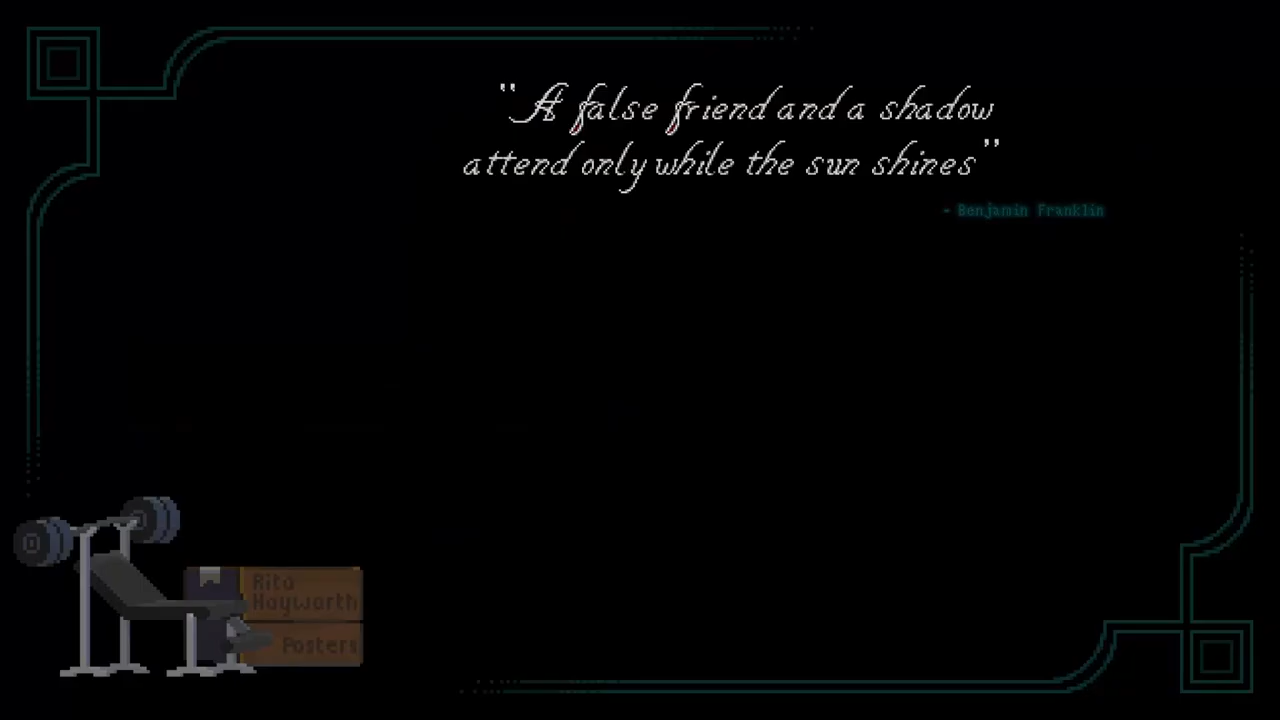 "A false friend and a shadow
attend only while the sun shines"
- Benjamin Franklin
Rita
Hayworth
Posters